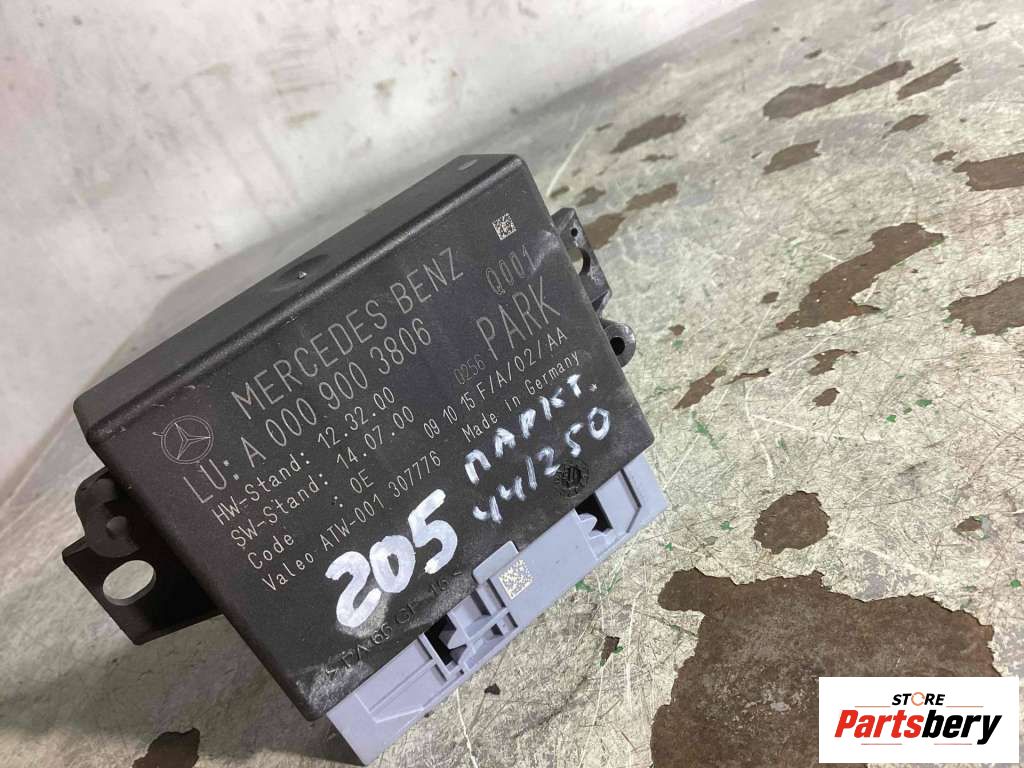 MERCEDES BENZ
LU: A 000 900 3806
Q001
HW-Stand: 12.32.00
0256 PARK
SW-Stand: 14.07.00
09 10 15 F/A/02/AA
Code : 0E
Made in Germany
Valeo ATW-001 307776
205 ПАРКТ.
44/250
STORE
Partsbery